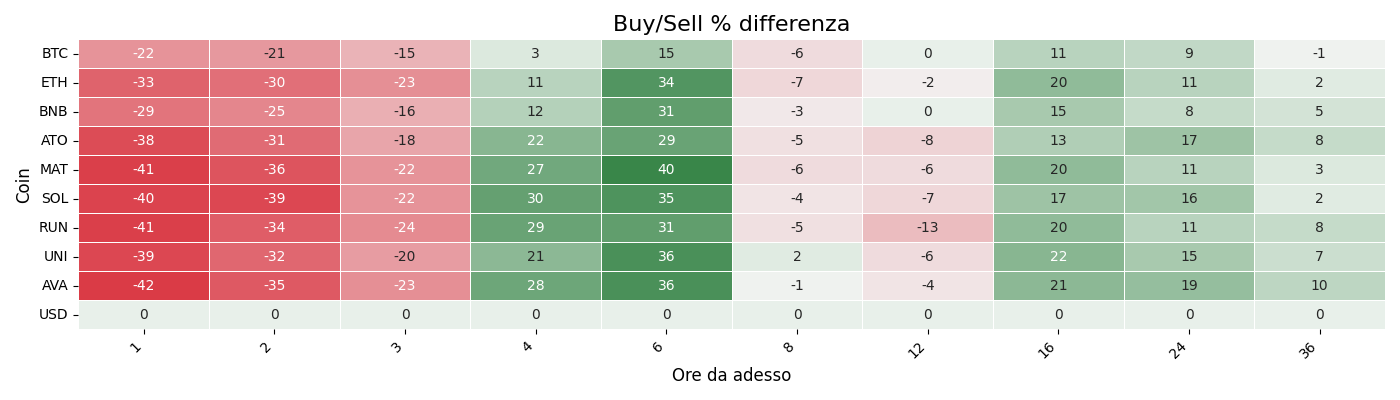 Buy/Sell % differenza
Coin
BTC -22 -21 -15 3 15 -6 0 11 9 -1
ETH -33 -30 -23 11 34 -7 -2 20 11 2
BNB -29 -25 -16 12 31 -3 0 15 8 5
ATO -38 -31 -18 22 29 -5 -8 13 17 8
MAT -41 -36 -22 27 40 -6 -6 20 11 3
SOL -40 -39 -22 30 35 -4 -7 17 16 2
RUN -41 -34 -24 29 31 -5 -13 20 11 8
UNI -39 -32 -20 21 36 2 -6 22 15 7
AVA -42 -35 -23 28 36 -1 -4 21 19 10
USD 0 0 0 0 0 0 0 0 0 0
1 2 3 4 6 8 12 16 24 36
Ore da adesso